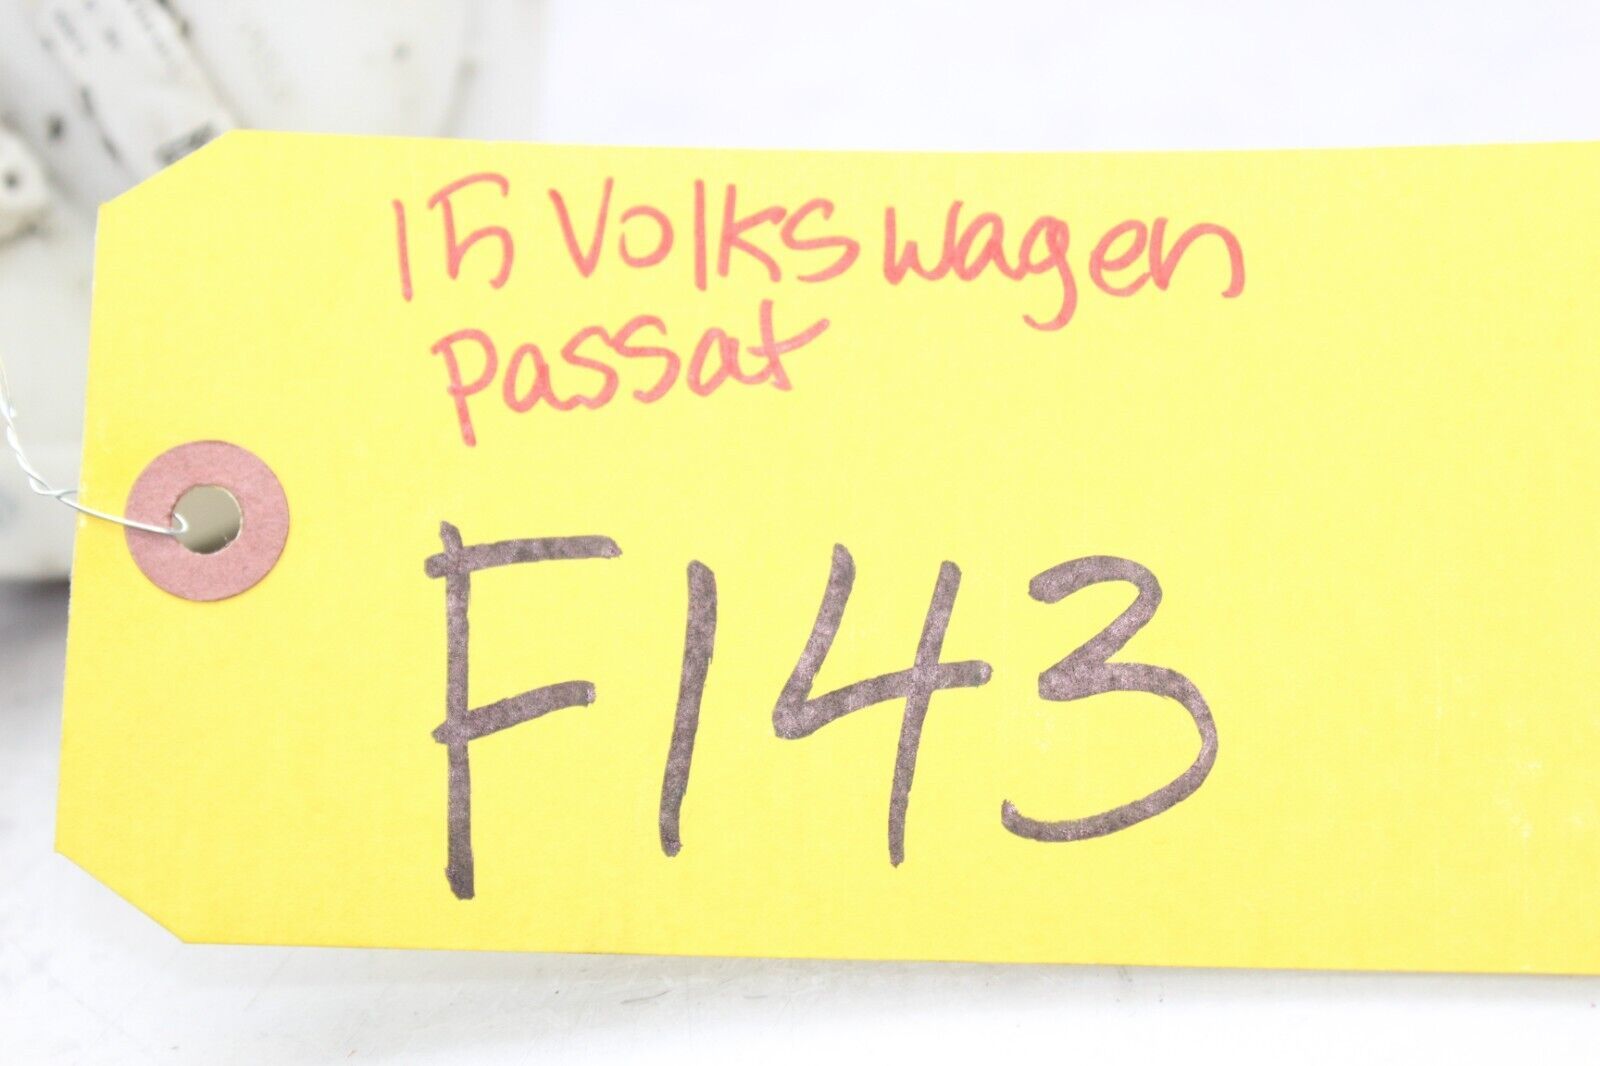 15 Volkswagen
Passat
F143